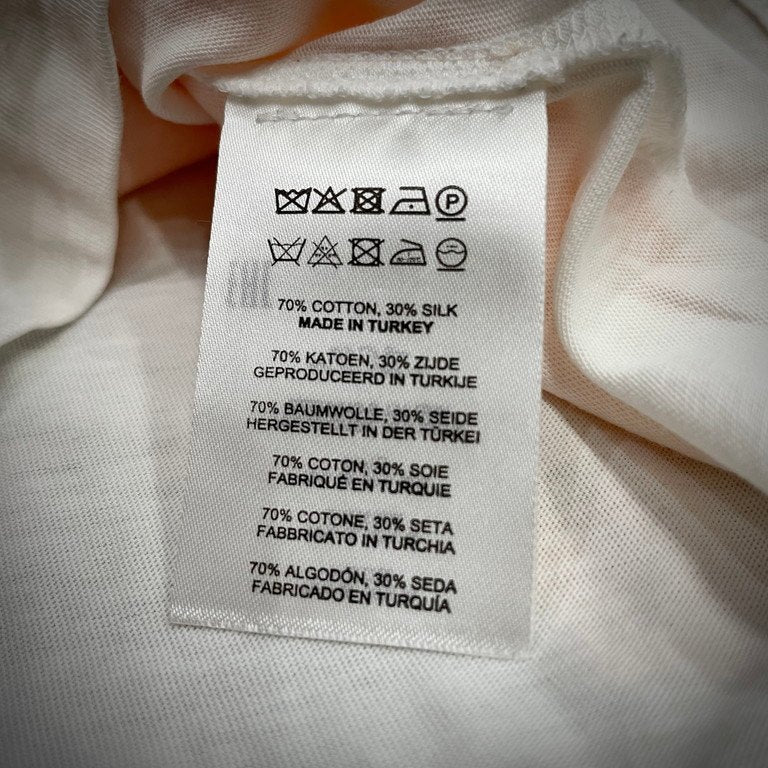 P
70% COTTON, 30% SILK
MADE IN TURKEY
70% KATOEN, 30% ZIJDE
GEPRODUCEERD IN TURKIJE
70% BAUMWOLLE, 30% SEIDE
HERGESTELLT IN DER TÜRKEI
70% COTON, 30% SOIE
FABRIQUÉ EN TURQUIE
70% COTONE, 30% SETA
FABBRICATO IN TURCHIA
70% ALGODÓN, 30% SEDA
FABRICADO EN TURQUÍA